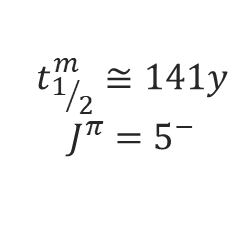 t^m_{1/2} ≅ 141y
J^π = 5^−